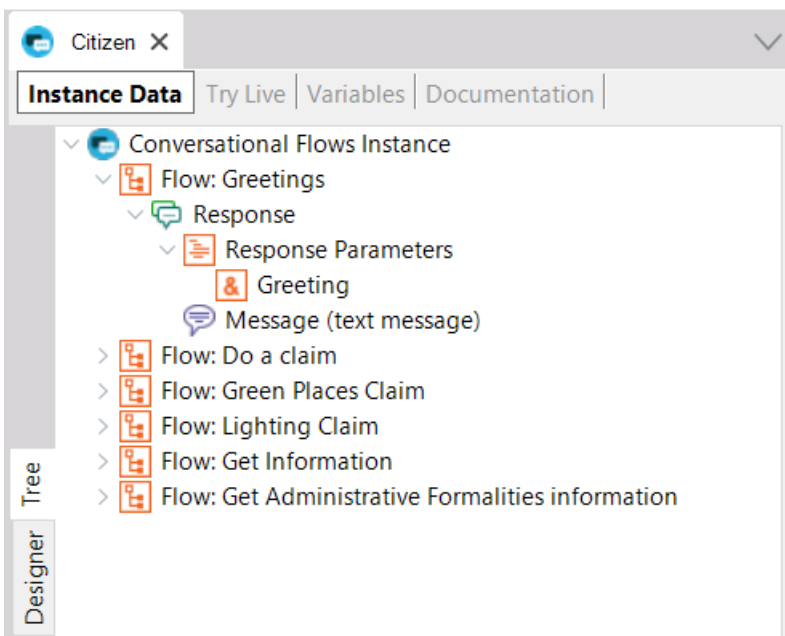 Citizen
Instance Data Try Live Variables Documentation
Conversational Flows Instance
Flow: Greetings
Response
Response Parameters
& Greeting
Message (text message)
Flow: Do a claim
Flow: Green Places Claim
Flow: Lighting Claim
Flow: Get Information
Flow: Get Administrative Formalities information
Tree
Designer